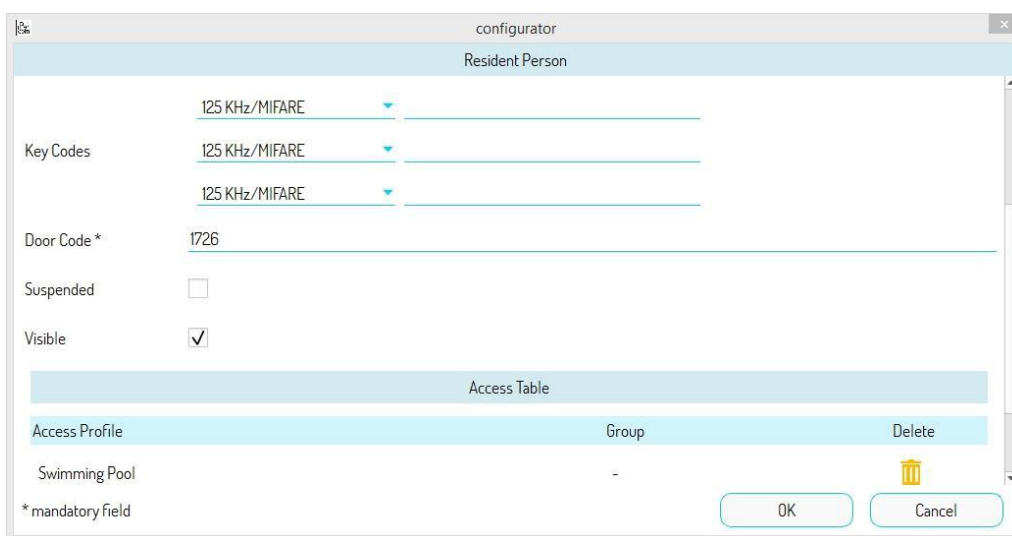 configurator
Resident Person
125 KHz/MIFARE
Key Codes 125 KHz/MIFARE
125 KHz/MIFARE
Door Code * 1726
Suspended
Visible
Access Table
Access Profile Group Delete
Swimming Pool -
* mandatory field OK Cancel